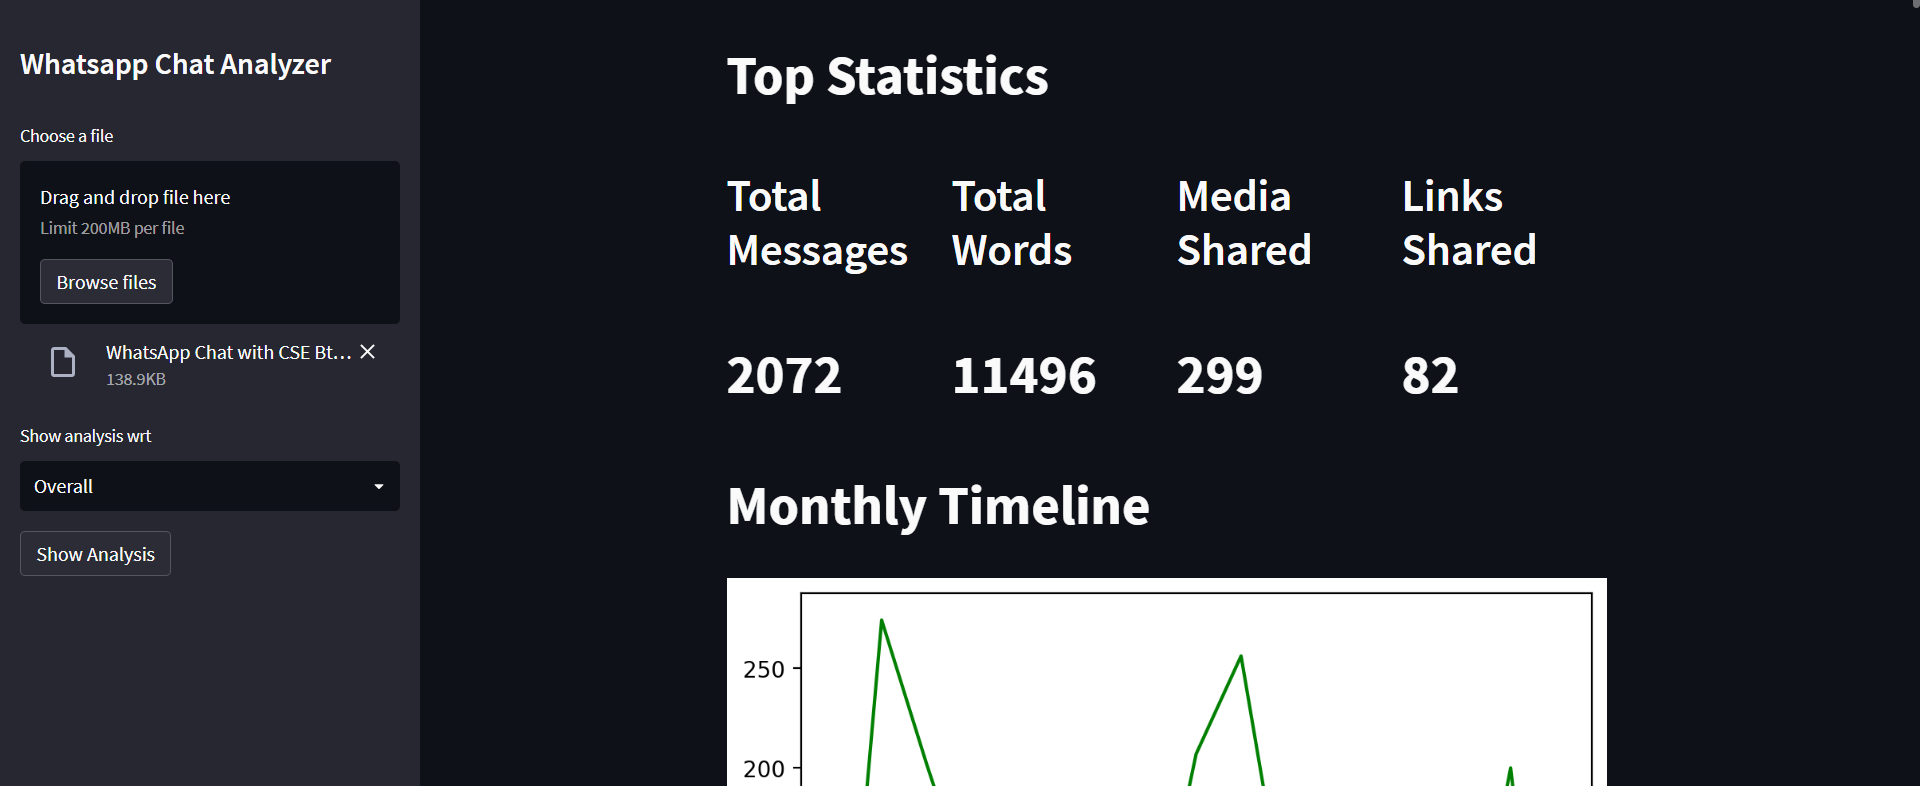 Whatsapp Chat Analyzer
Choose a file
Drag and drop file here
Limit 200MB per file
Browse files
WhatsApp Chat with CSE Bt...
138.9KB
Show analysis wrt
Overall
Show Analysis
Top Statistics
Total
Messages
Total
Words
Media
Shared
Links
Shared
2072
11496
299
82
Monthly Timeline
250
200